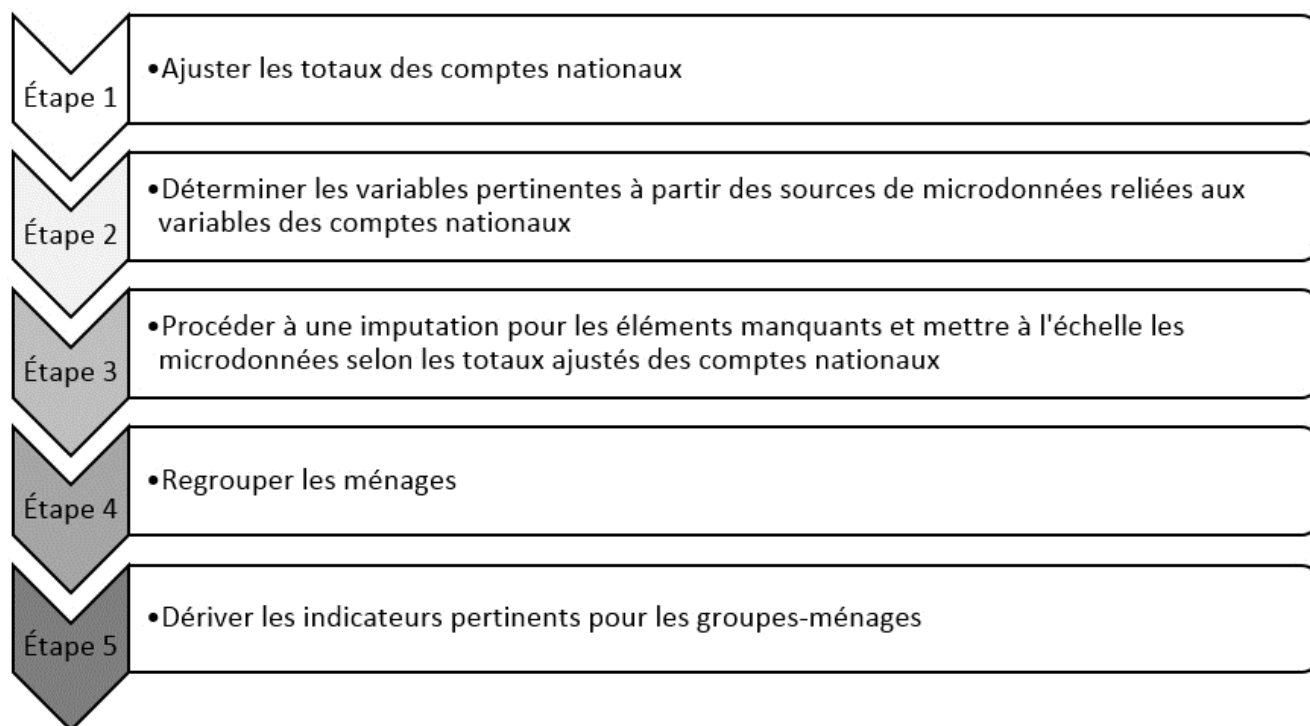 Étape 1
•Ajuster les totaux des comptes nationaux
Étape 2
•Déterminer les variables pertinentes à partir des sources de microdonnées reliées aux
variables des comptes nationaux
Étape 3
•Procéder à une imputation pour les éléments manquants et mettre à l'échelle les
microdonnées selon les totaux ajustés des comptes nationaux
Étape 4
•Regrouper les ménages
Étape 5
•Dériver les indicateurs pertinents pour les groupes-ménages